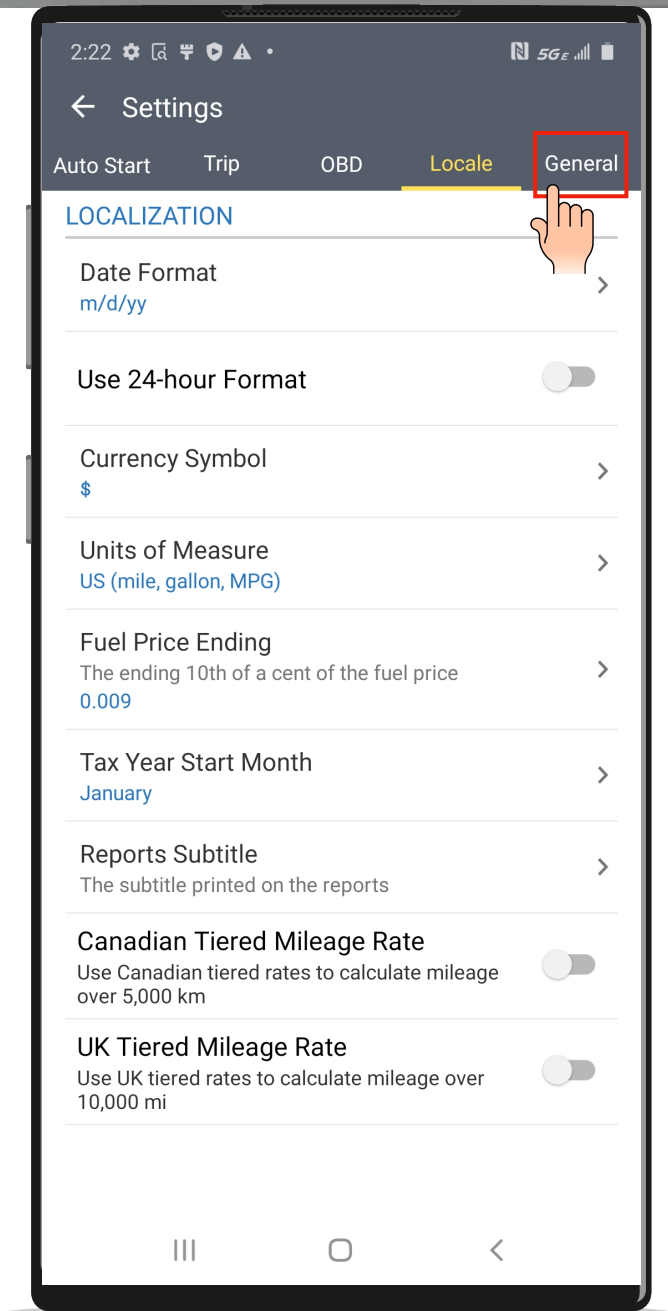 2:22
5GE
Settings
Auto Start Trip OBD Locale General
LOCALIZATION
Date Format
m/d/yy
Use 24-hour Format
Currency Symbol
$
Units of Measure
US (mile, gallon, MPG)
Fuel Price Ending
The ending 10th of a cent of the fuel price
0.009
Tax Year Start Month
January
Reports Subtitle
The subtitle printed on the reports
Canadian Tiered Mileage Rate
Use Canadian tiered rates to calculate mileage
over 5,000 km
UK Tiered Mileage Rate
Use UK tiered rates to calculate mileage over
10,000 mi